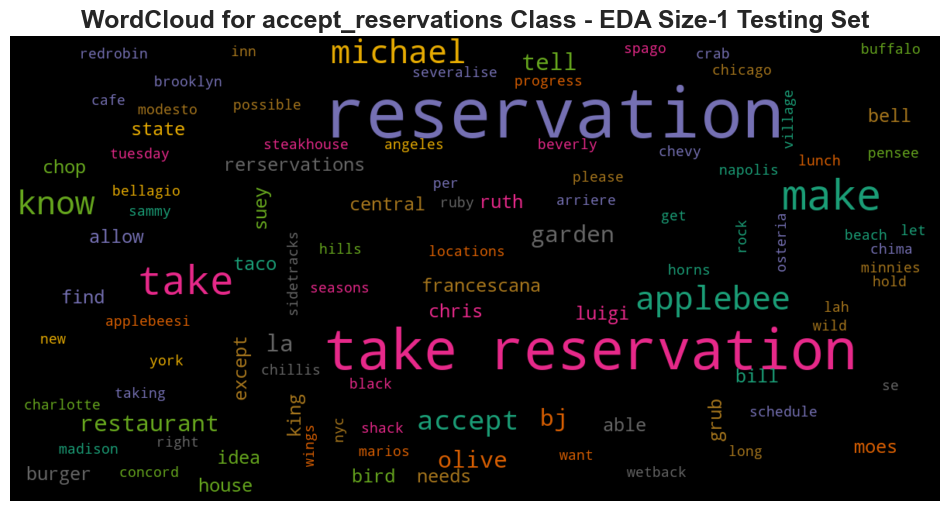 WordCloud for accept_reservations Class - EDA Size-1 Testing Set
redrobin
inn
michael
severalise
tell
progress
spago
crab
chicago
buffalo
brooklyn
cafe
modesto
possible
state
reservation
village
bell
tuesday
steakhouse
angeles
beverly
chevy
lunch
pensee
chop
rerservations
napolis
know
bellagio
sammy
suey
per
central
ruby
ruth
arriere
please
make
allow
garden
get
rock
osteria
beach
let
chima
hills
locations
taco
sidetracks
horns
minnies
hold
take
find
seasons
francescana
applebee
applebeesi
chris
luigi
lah
wild
new
york
except
la
chillis
take reservation
black
bill
se
taking
charlotte
restaurant
king
wings
nyc
shack
accept
bj
able
grub
schedule
madison
right
idea
marios
olive
want
long
moes
burger
concord
house
bird
needs
wetback